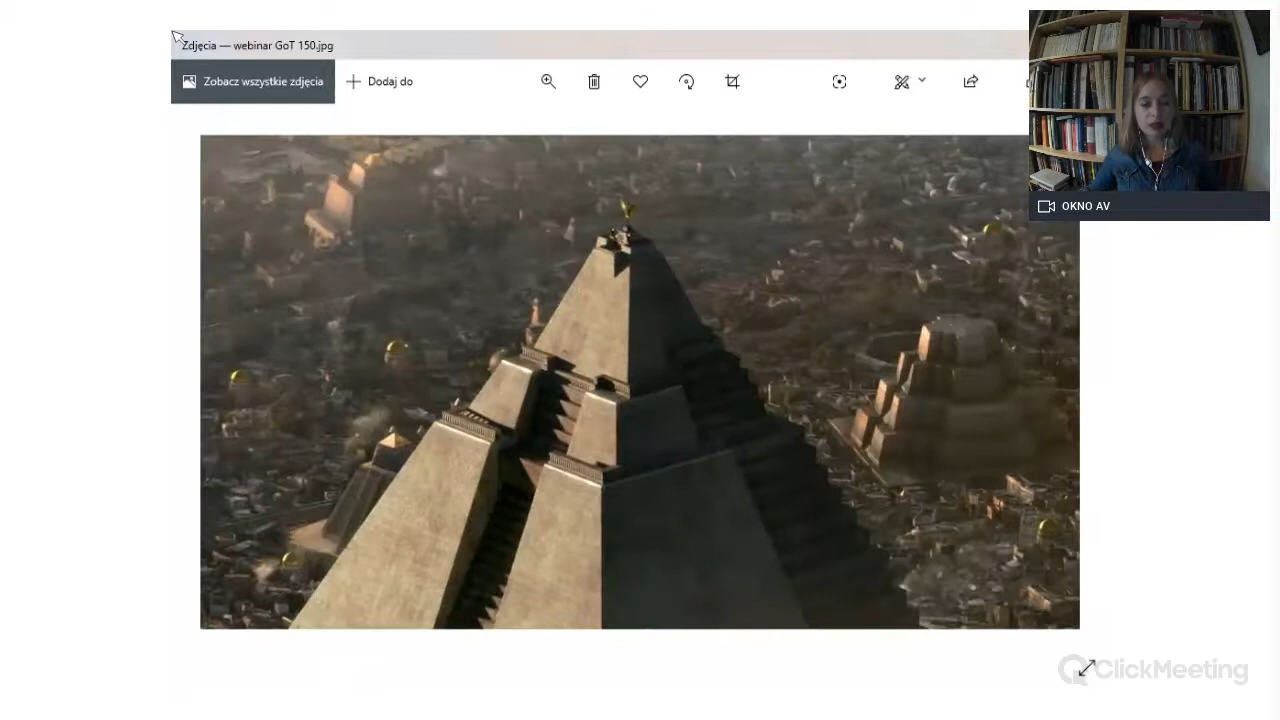 Zdjęcia — webinar GoT 150.jpg
Zobacz wszystkie zdjęcia
Dodaj do
OKNO AV
ClickMeeting